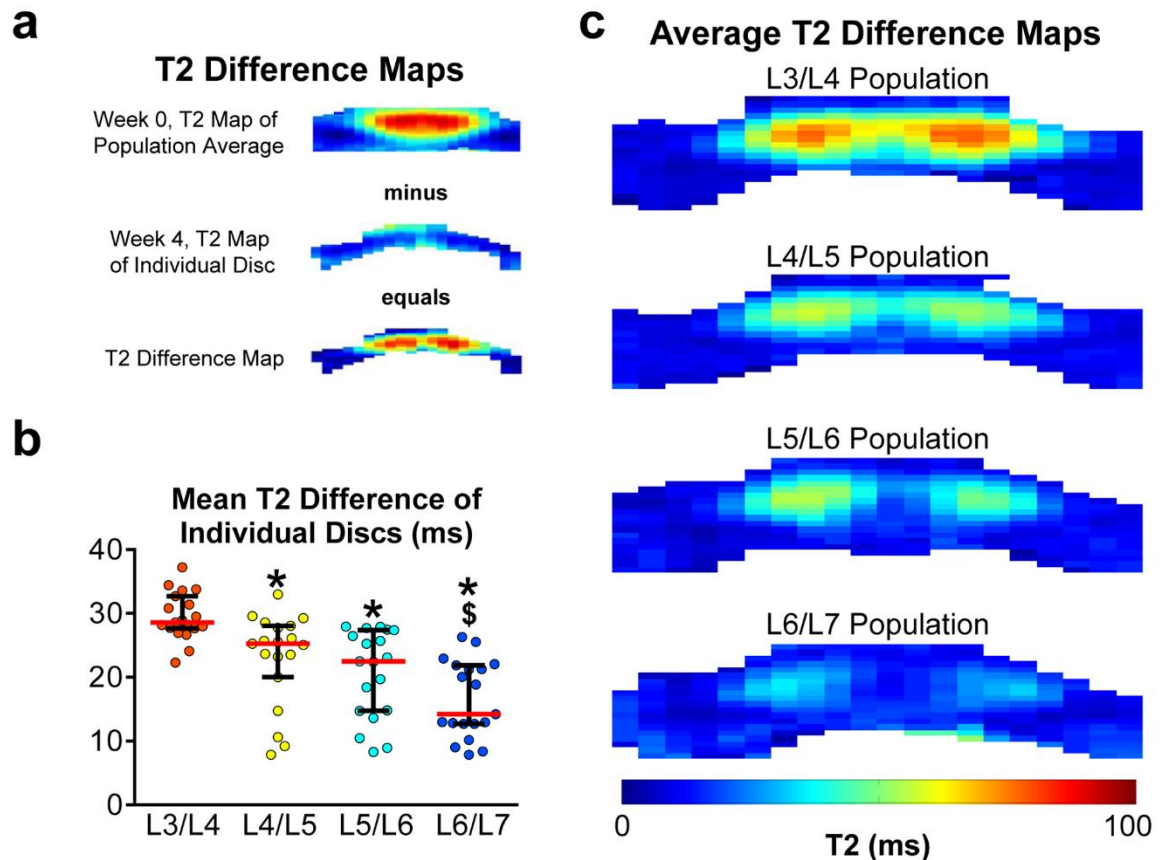 a
T2 Difference Maps
Week 0, T2 Map of
Population Average
minus
Week 4, T2 Map
of Individual Disc
equals
T2 Difference Map
b
Mean T2 Difference of
Individual Discs (ms)
40
30
20
10
0
*
*
*
$
L3/L4 L4/L5 L5/L6 L6/L7
c
Average T2 Difference Maps
L3/L4 Population
L4/L5 Population
L5/L6 Population
L6/L7 Population
0 100
T2 (ms)